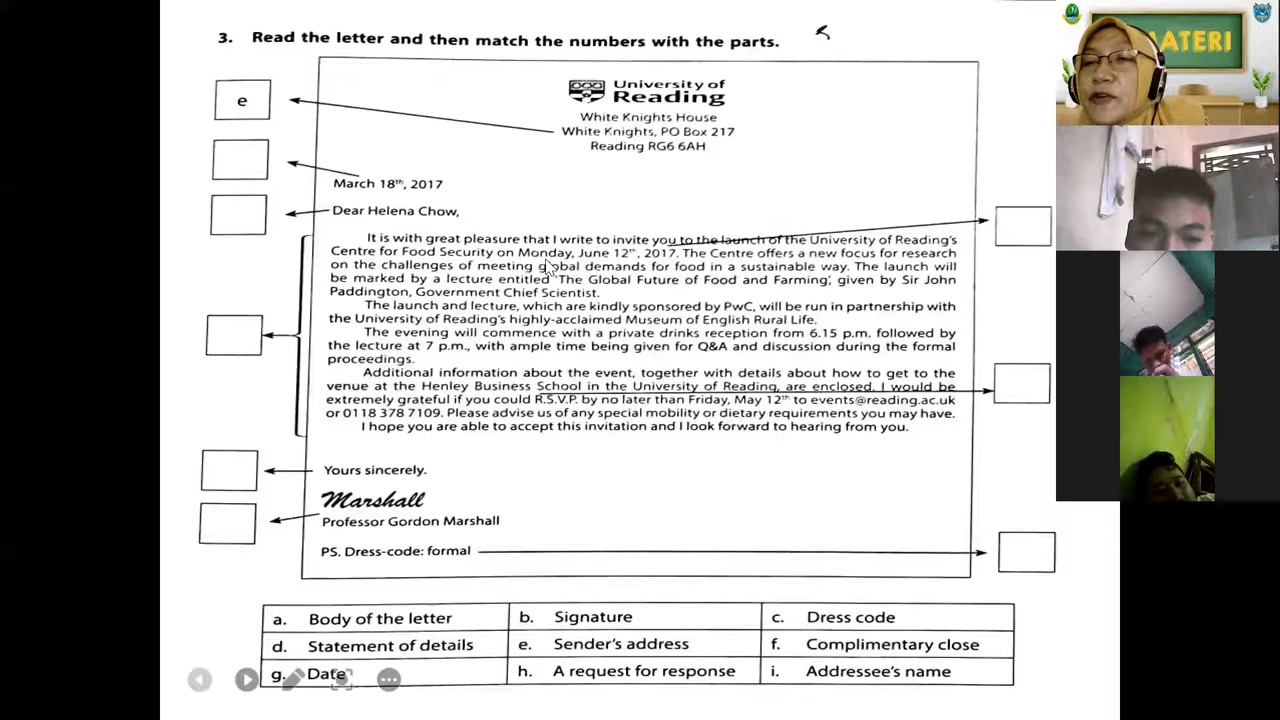 3. Read the letter and then match the numbers with the parts.
MATERI
e
University of
Reading
White Knights House
White Knights, PO Box 217
Reading RG6 6AH
March 18th, 2017
Dear Helena Chow,
It is with great pleasure that I write to invite you to the launch of the University of Reading's
Centre for Food Security on Monday, June 12th, 2017. The Centre offers a new focus for research
on the challenges of meeting global demands for food in a sustainable way. The launch will
be marked by a lecture entitled 'The Global Future of Food and Farming', given by Sir John
Paddington, Government Chief Scientist.
The launch and lecture, which are kindly sponsored by PwC, will be run in partnership with
the University of Reading's highly-acclaimed Museum of English Rural Life.
The evening will commence with a private drinks reception from 6.15 p.m. followed by
the lecture at 7 p.m., with ample time being given for Q&A and discussion during the formal
proceedings.
Additional information about the event, together with details about how to get to the
venue at the Henley Business School in the University of Reading, are enclosed. I would be
extremely grateful if you could R.S.V.P. by no later than Friday, May 12th to events@reading.ac.uk
or 0118 378 7109. Please advise us of any special mobility or dietary requirements you may have.
I hope you are able to accept this invitation and I look forward to hearing from you.
Yours sincerely.
Marshall
Professor Gordon Marshall
PS. Dress-code: formal
a. Body of the letter b. Signature c. Dress code
d. Statement of details e. Sender's address f. Complimentary close
g. Date h. A request for response i. Addressee's name